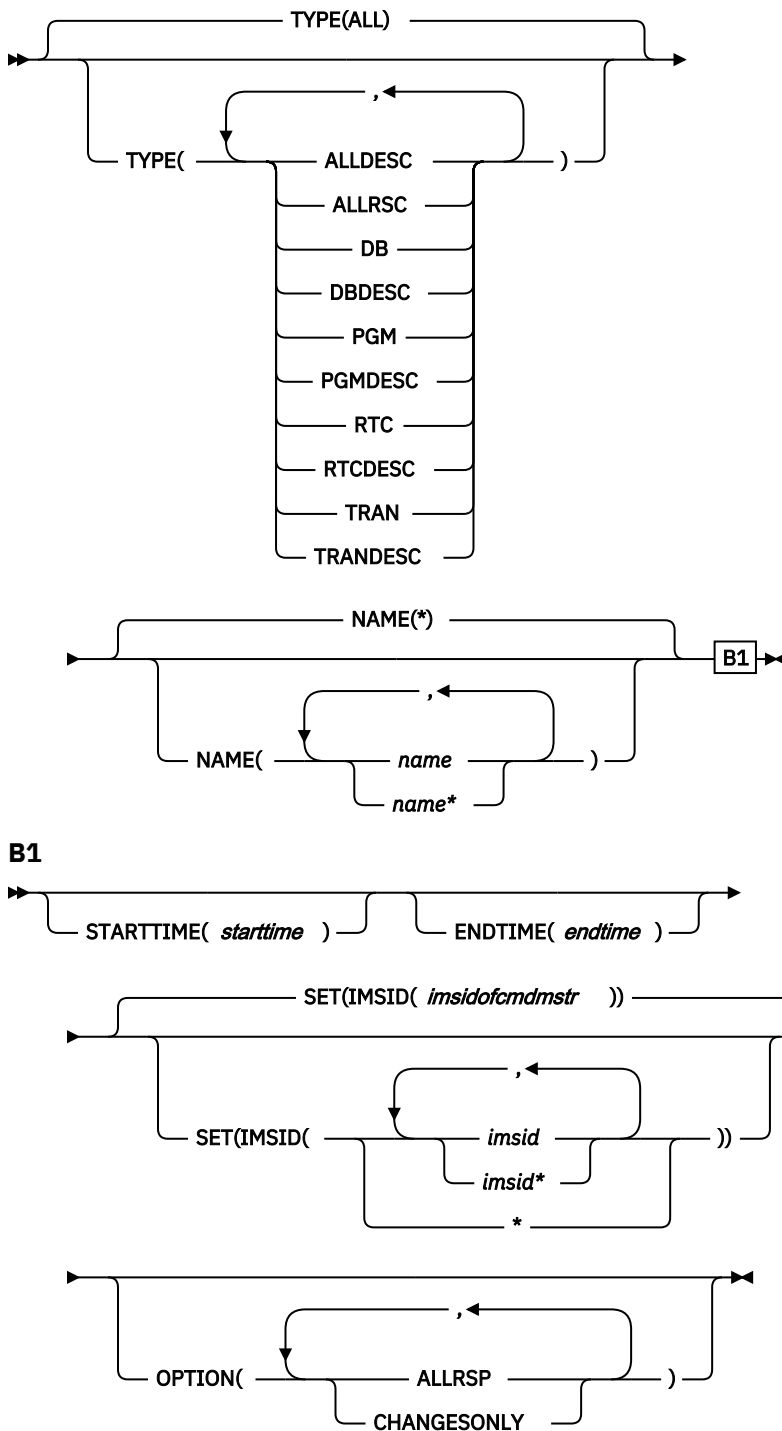 TYPE(ALL)
,
TYPE( ALLDESC )
ALLRSC
DB
DBDESC
PGM
PGMDESC
RTC
RTCDESC
TRAN
TRANDESC
NAME(*)
B1
,
NAME( name )
name*
B1
STARTTIME( starttime ) ENDTIME( endtime )
SET(IMSID( imsidofcmdmstr ))
,
SET(IMSID( imsid ))
imsid*
*
,
OPTION( ALLRSP )
CHANGESONLY